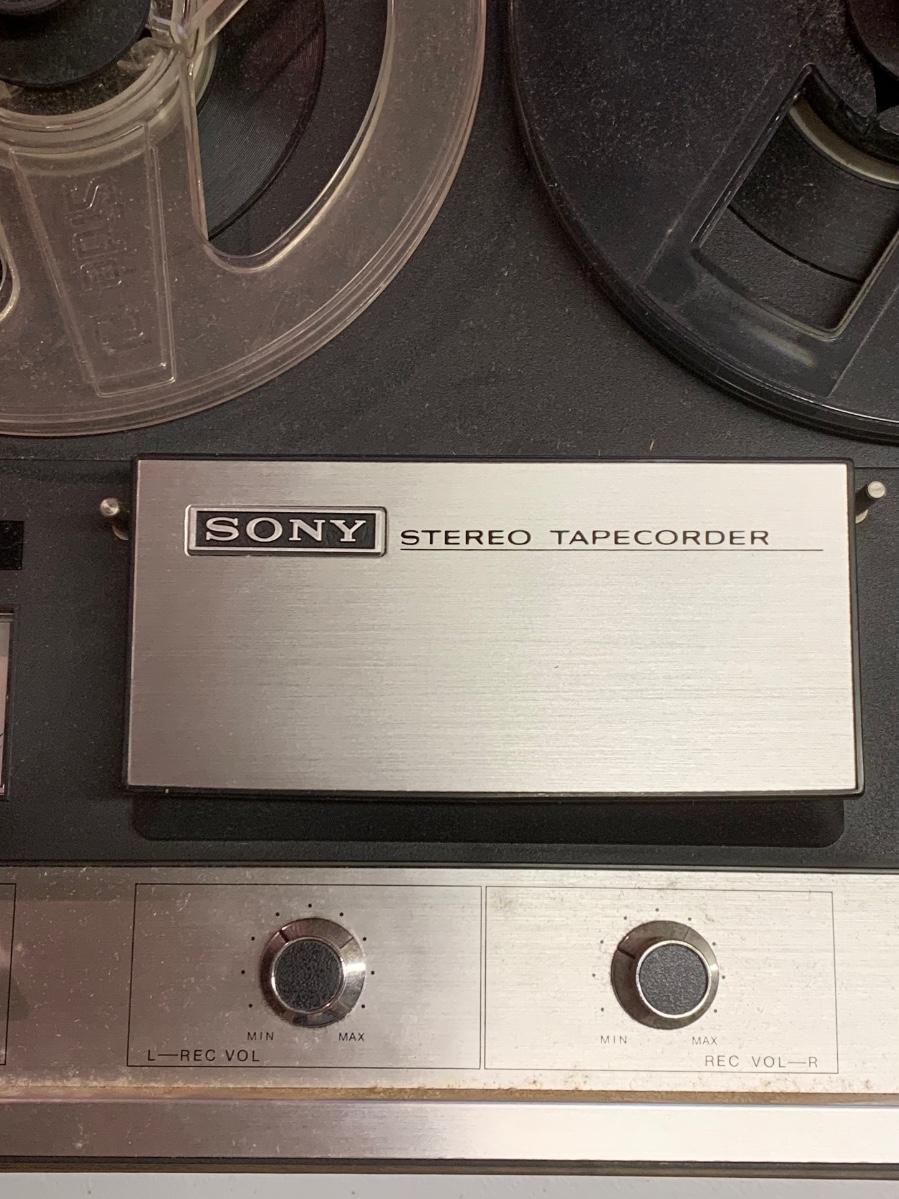 SONY STEREO TAPECORDER
MIN MAX
L—REC VOL
MIN MAX
REC VOL—R